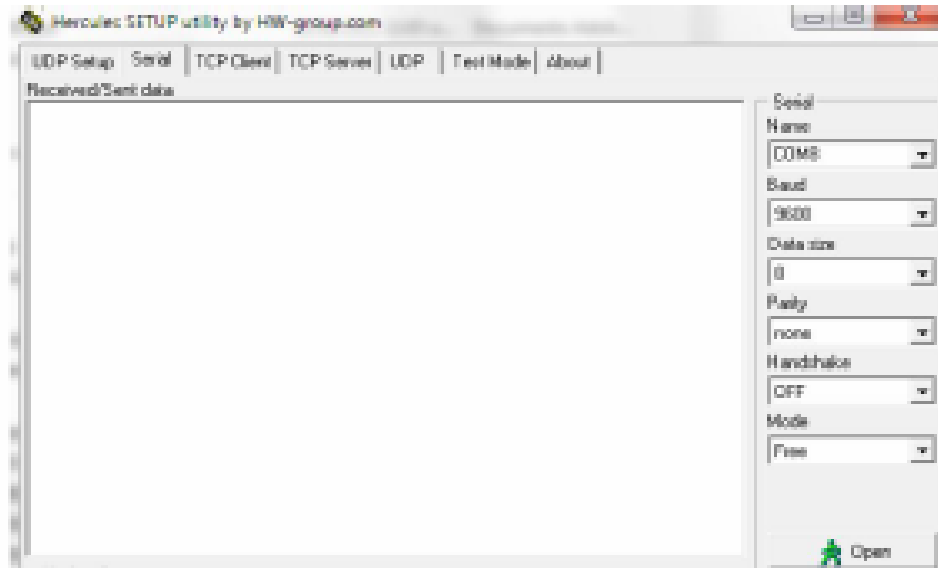 Hercules SETUP utility by HW-group.com
UDP Setup Serial TCP Client TCP Server UDP Test Mode About
Received/Sent data
Serial
Name
Baud
9600
Data size
Parity
none
Handshake
OFF
Mode
Free
Open